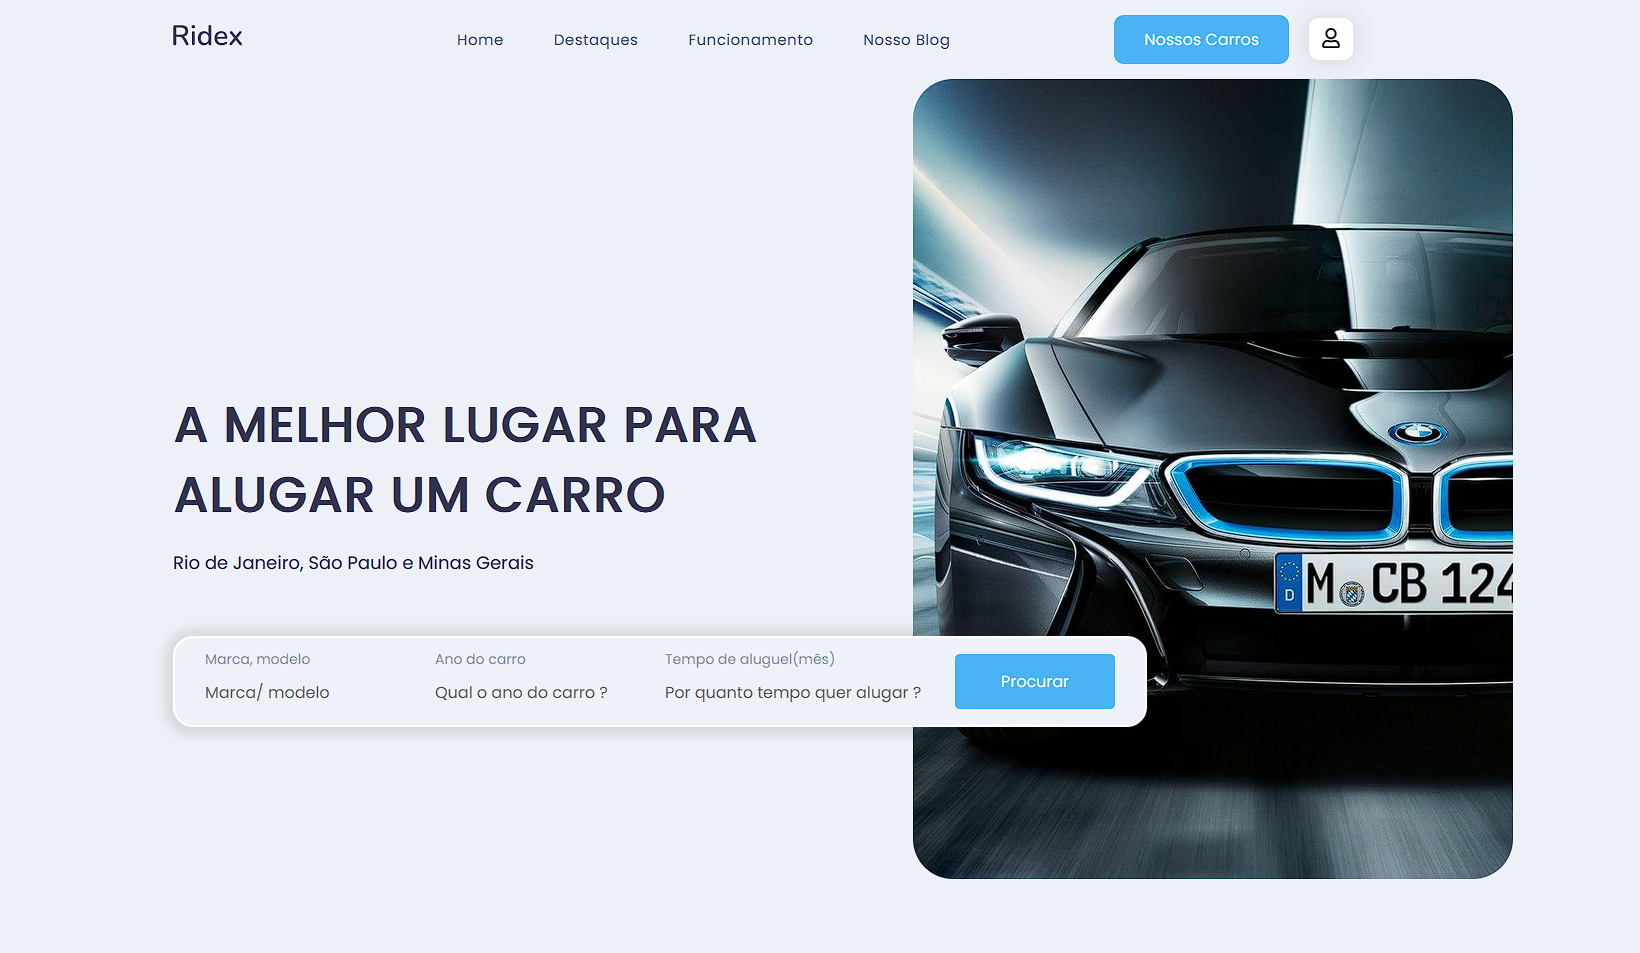 Ridex
Home
Destaques
Funcionamento
Nosso Blog
Nossos Carros
A MELHOR LUGAR PARA
ALUGAR UM CARRO
Rio de Janeiro, São Paulo e Minas Gerais
Marca, modelo
Marca/ modelo
Ano do carro
Qual o ano do carro ?
Tempo de aluguel(mês)
Por quanto tempo quer alugar ?
Procurar
D
M CB 124